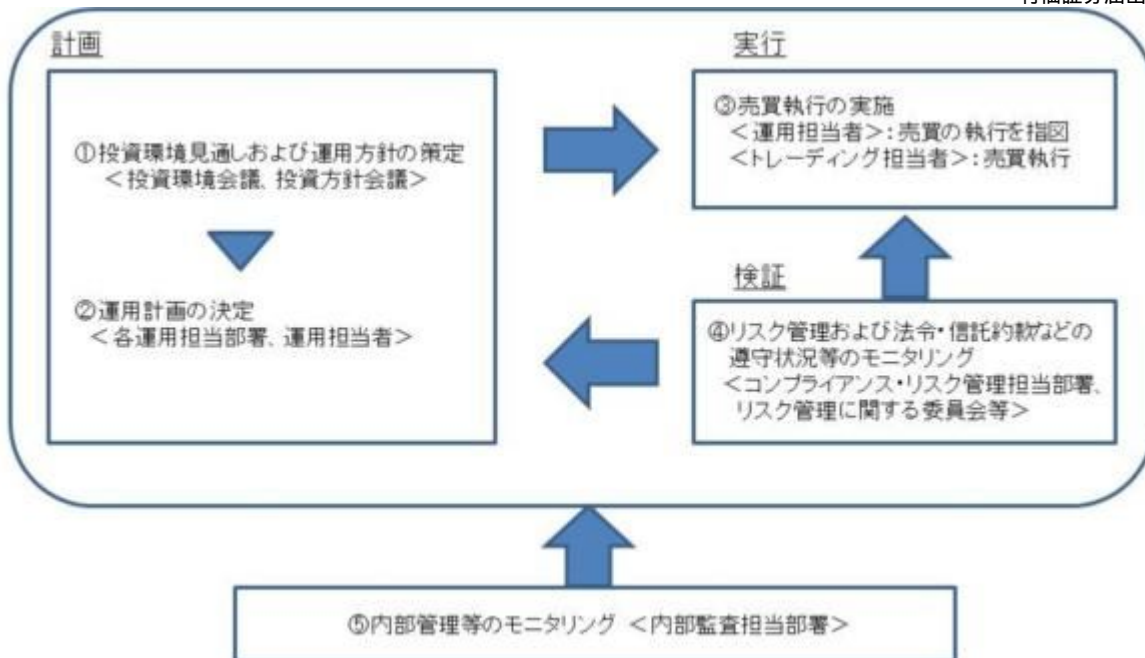 計画
①投資環境見通しおよび運用方針の策定
＜投資環境会議、投資方針会議＞
②運用計画の決定
＜各運用担当部署、運用担当者＞
実行
③売買執行の実施
＜運用担当者＞：売買の執行を指図
＜トレーディング担当者＞：売買執行
検証
④リスク管理および法令・信託約款などの
遵守状況等のモニタリング
＜コンプライアンス・リスク管理担当部署、
リスク管理に関する委員会等＞
⑤内部管理等のモニタリング ＜内部監査担当部署＞